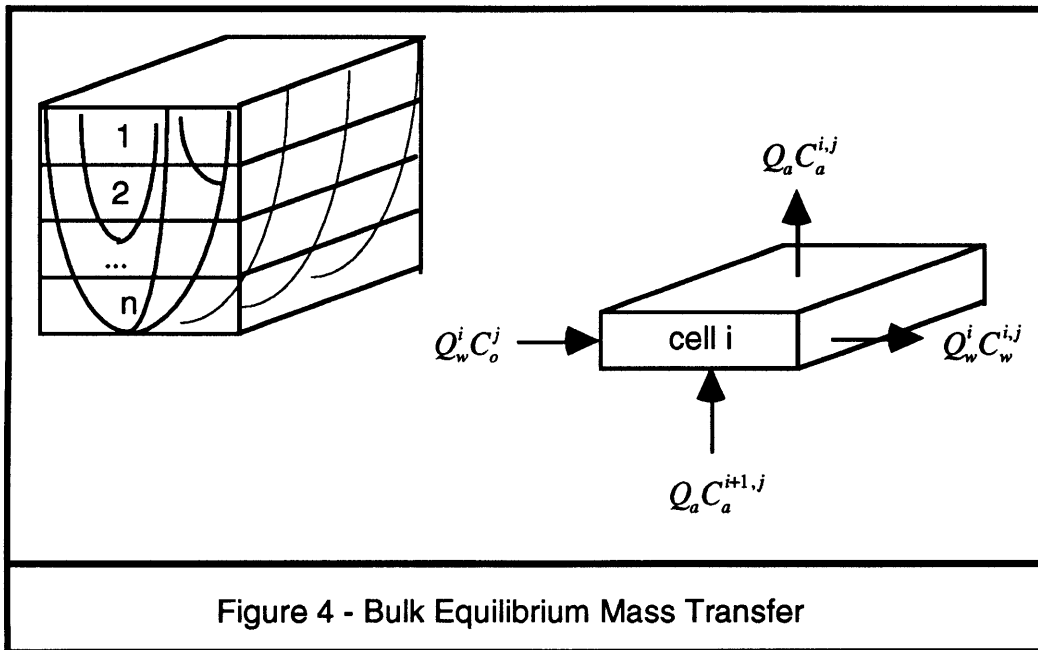 1
2
...
n
Q_a C_a^{i,j}
Q_w^i C_o^j
cell i
Q_w^i C_w^{i,j}
Q_a C_a^{i+1,j}
Figure 4 - Bulk Equilibrium Mass Transfer